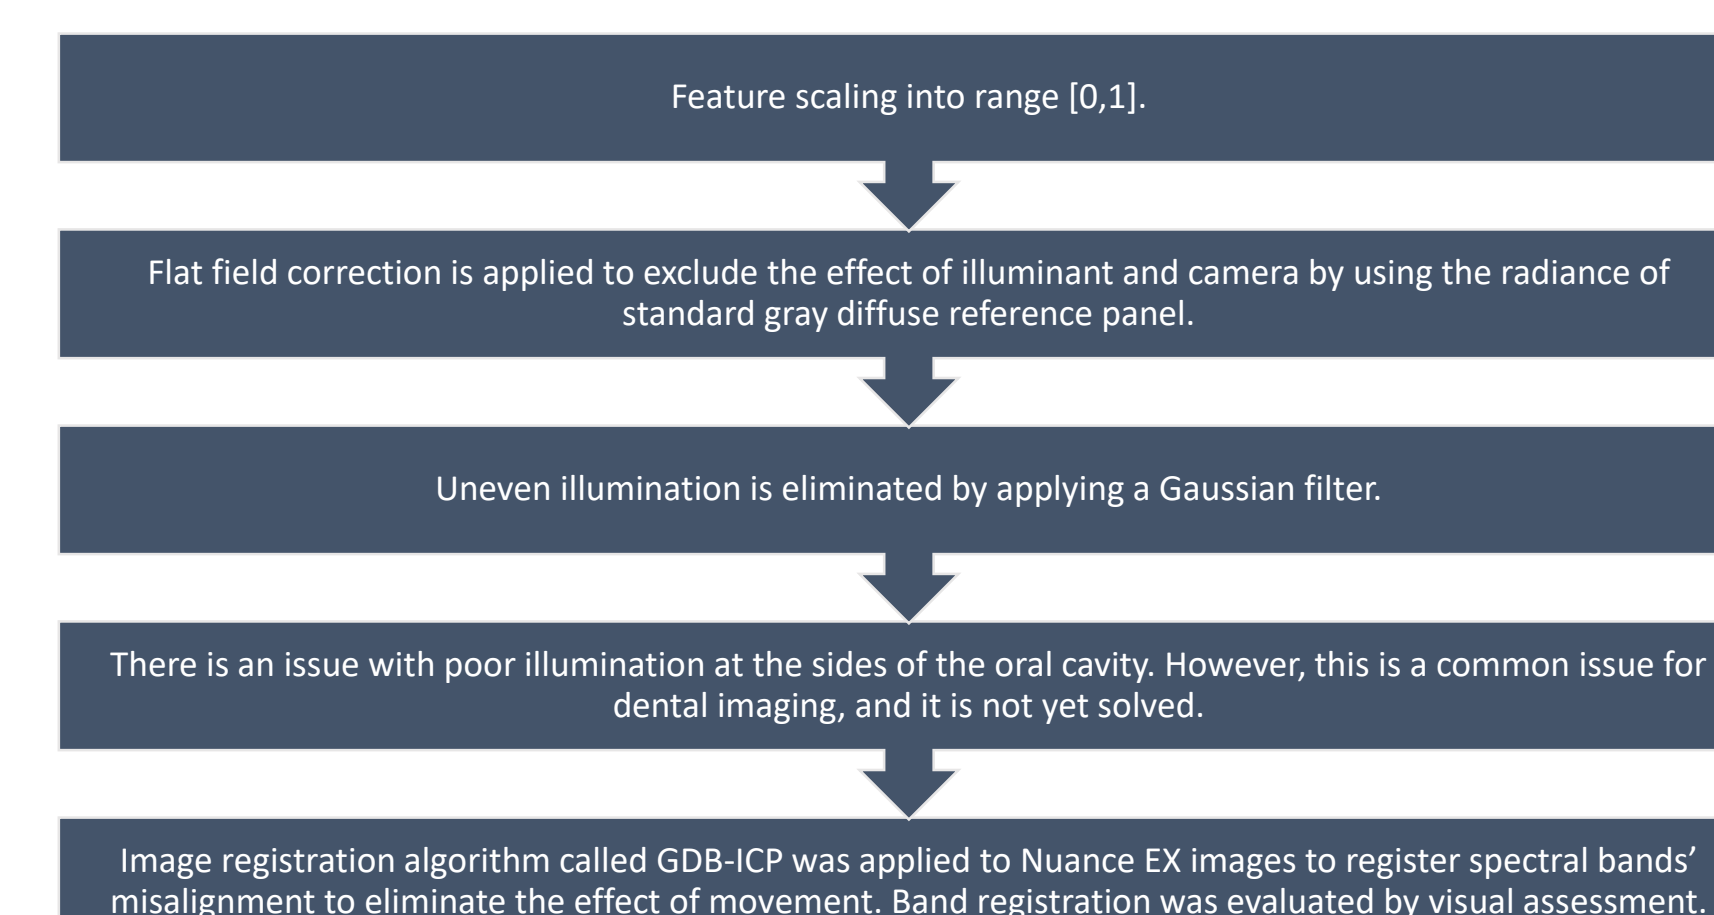 Feature scaling into range [0,1].
Flat field correction is applied to exclude the effect of illuminant and camera by using the radiance of
standard gray diffuse reference panel.
Uneven illumination is eliminated by applying a Gaussian filter.
There is an issue with poor illumination at the sides of the oral cavity. However, this is a common issue for
dental imaging, and it is not yet solved.
Image registration algorithm called GDB-ICP was applied to Nuance EX images to register spectral bands’
misalignment to eliminate the effect of movement. Band registration was evaluated by visual assessment.